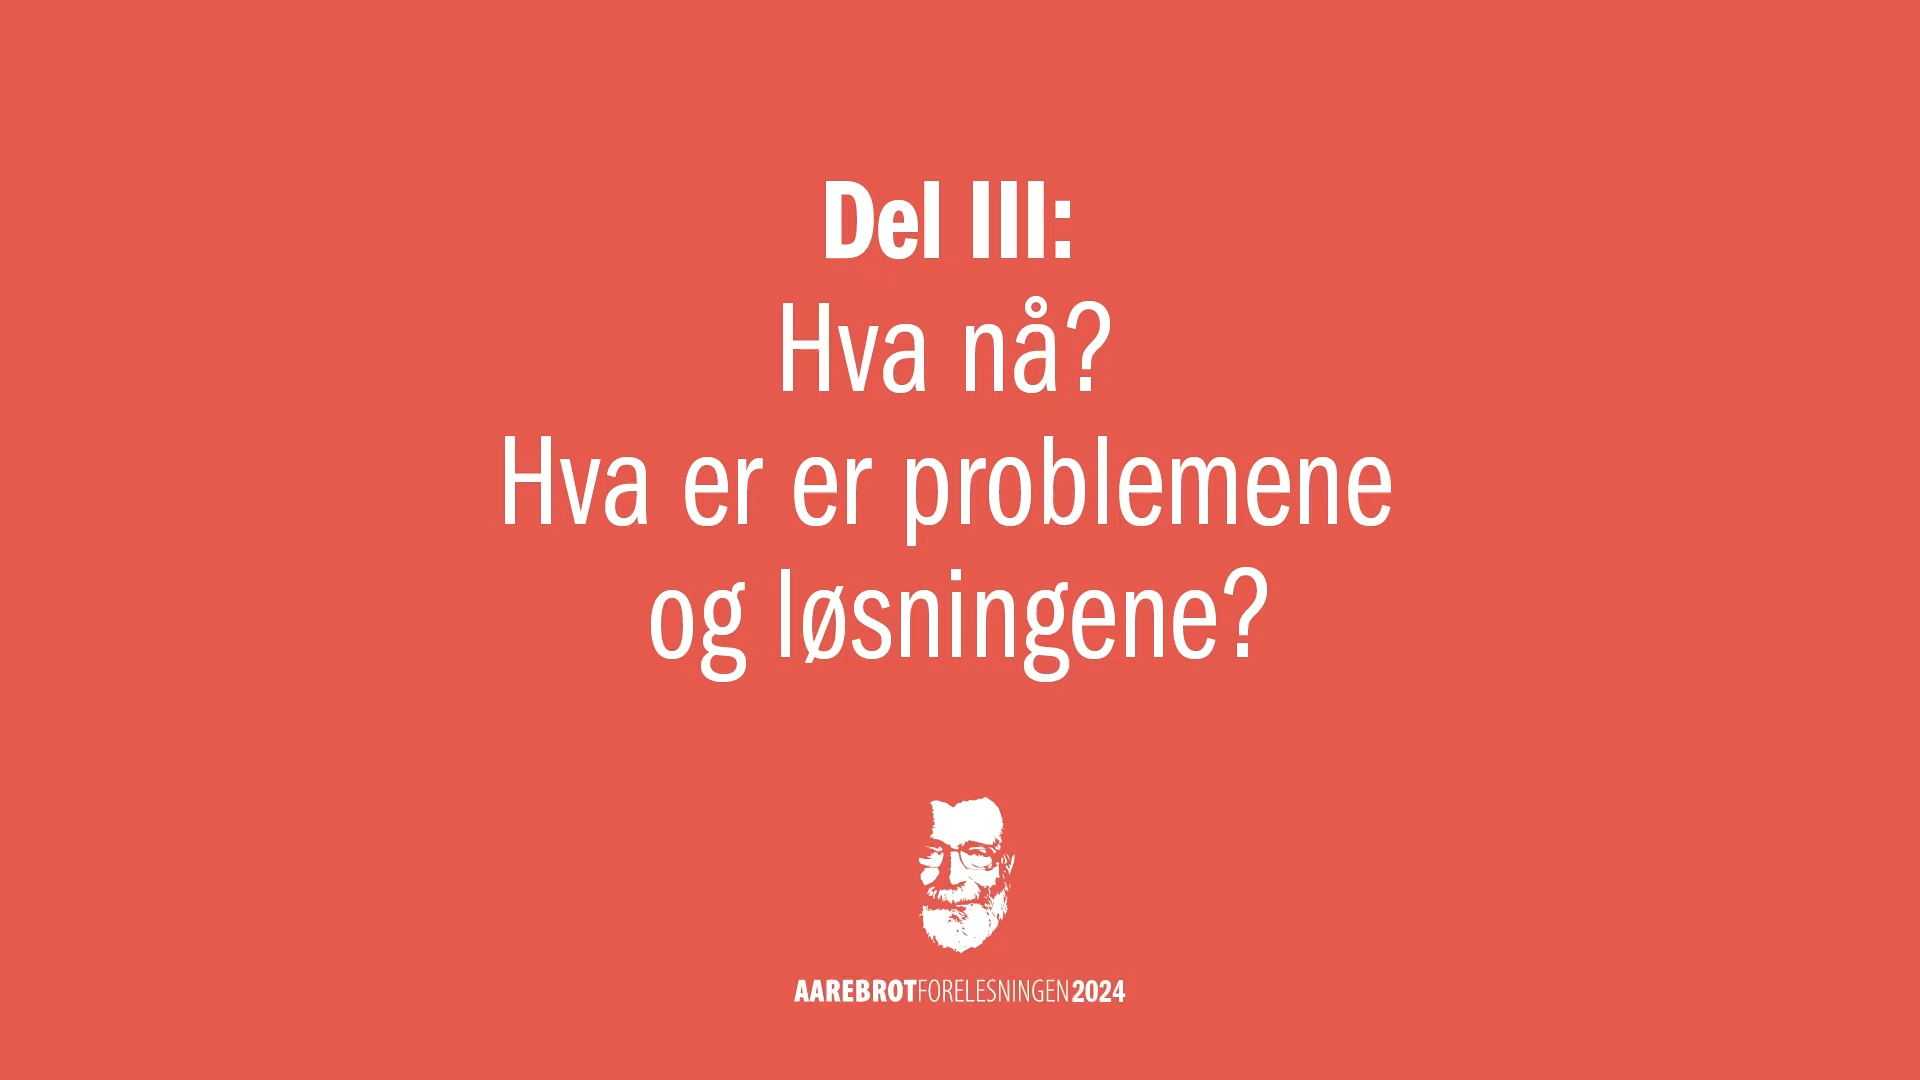 Del III:
Hva nå?
Hva er er problemene
og løsningene?
AAREBROTFORELESNINGEN2024